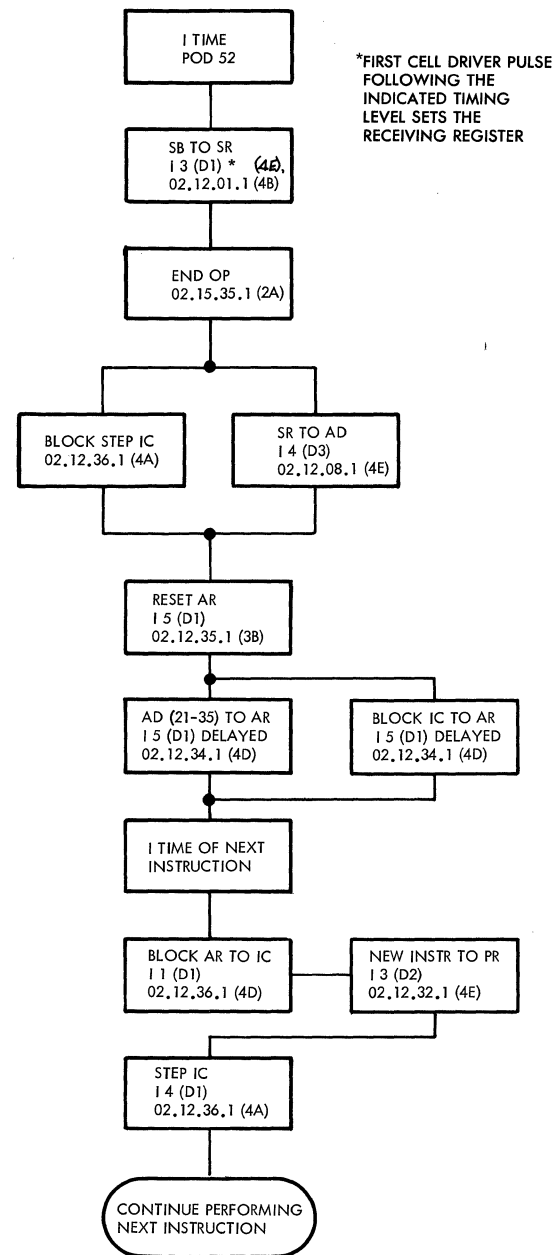 I TIME
POD 52
*FIRST CELL DRIVER PULSE
FOLLOWING THE
INDICATED TIMING
LEVEL SETS THE
RECEIVING REGISTER
SB TO SR
I 3 (D1) * (4E),
02.12.01.1 (4B)
END OP
02.15.35.1 (2A)
BLOCK STEP IC
02.12.36.1 (4A)
SR TO AD
I 4 (D3)
02.12.08.1 (4E)
RESET AR
I 5 (D1)
02.12.35.1 (3B)
AD (21-35) TO AR
I 5 (D1) DELAYED
02.12.34.1 (4D)
BLOCK IC TO AR
I 5 (D1) DELAYED
02.12.34.1 (4D)
I TIME OF NEXT
INSTRUCTION
BLOCK AR TO IC
I 1 (D1)
02.12.36.1 (4D)
NEW INSTR TO PR
I 3 (D2)
02.12.32.1 (4E)
STEP IC
I 4 (D1)
02.12.36.1 (4A)
CONTINUE PERFORMING
NEXT INSTRUCTION